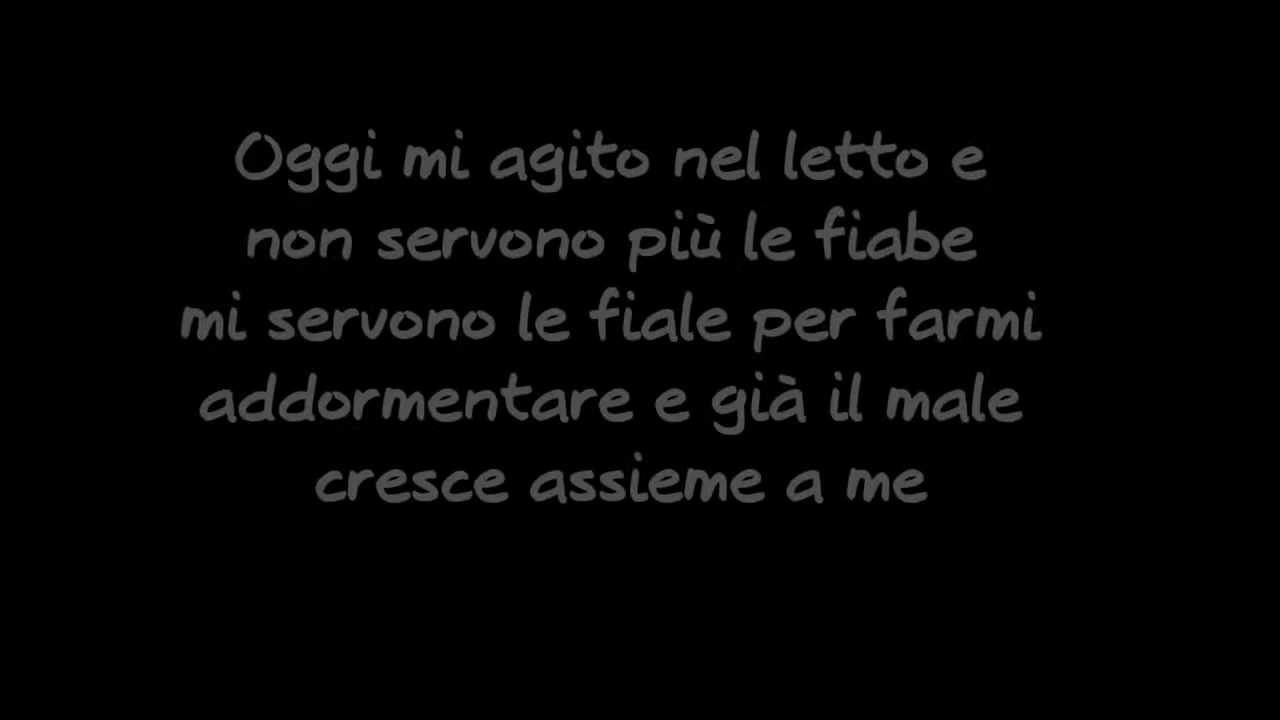 Oggi mi agito nel letto e
non servono più le fiabe
mi servono le fiale per farmi
addormentare e già il male
cresce assieme a me